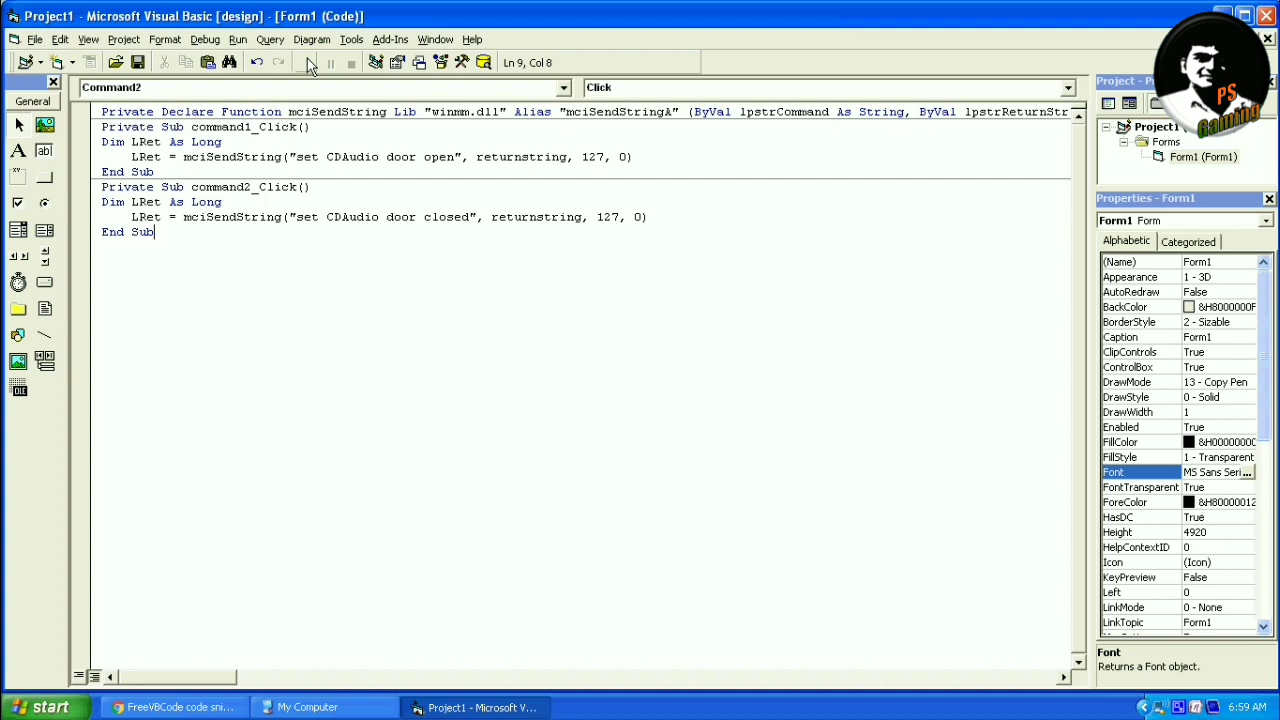 Project1 - Microsoft Visual Basic [design] - [Form1 (Code)]
File Edit View Project Format Debug Run Query Diagram Tools Add-Ins Window Help
Ln 9, Col 8
PS
Gaming
General
Command2
Click
Private Declare Function mciSendString Lib "winmm.dll" Alias "mciSendStringA" (ByVal lpstrCommand As String, ByVal lpstrReturnStr
Private Sub command1_Click()
Dim LRet As Long
LRet = mciSendString("set CDAudio door open", returnstring, 127, 0)
End Sub
Private Sub command2_Click()
Dim LRet As Long
LRet = mciSendString("set CDAudio door closed", returnstring, 127, 0)
End Sub
Project - Project1
Project1 (
Forms
Form1 (Form1)
Properties - Form1
Form1 Form
Alphabetic Categorized
(Name) Form1
Appearance 1 - 3D
AutoRedraw False
BackColor &H8000000F
BorderStyle 2 - Sizable
Caption Form1
ClipControls True
ControlBox True
DrawMode 13 - Copy Pen
DrawStyle 0 - Solid
DrawWidth 1
Enabled True
FillColor &H0000000C
FillStyle 1 - Transparent
Font MS Sans Seri ...
FontTransparent True
ForeColor &H80000012
HasDC True
Height 4920
HelpContextID 0
Icon (Icon)
KeyPreview False
Left 0
LinkMode 0 - None
LinkTopic Form1
Font
Returns a Font object.
start
FreeVBCode code sni...
My Computer
Project1 - Microsoft V...
6:59 AM